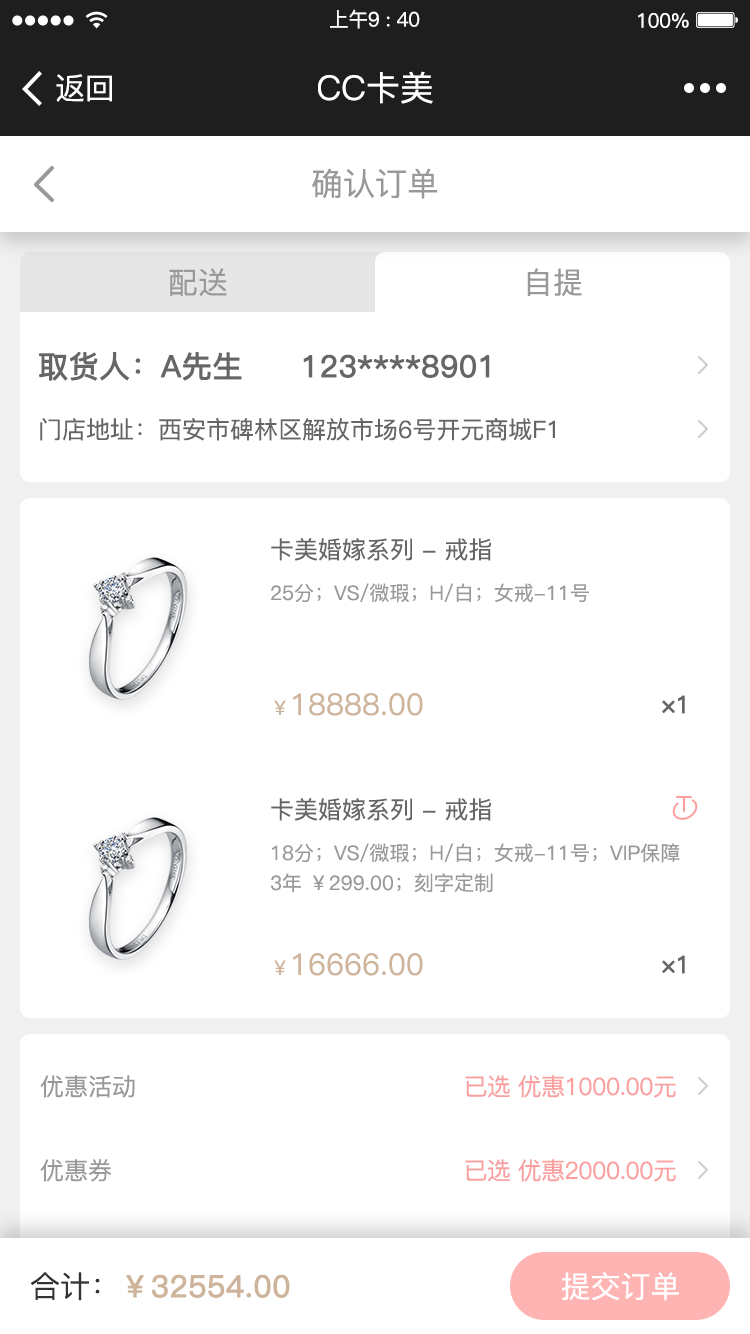 上午9 : 40
100%
返回
CC卡美
确认订单
配送
自提
取货人：A先生 123****8901
门店地址：西安市碑林区解放市场6号开元商城F1
卡美婚嫁系列 – 戒指
25分；VS/微瑕；H/白；女戒–11号
¥18888.00
×1
卡美婚嫁系列 – 戒指
18分；VS/微瑕；H/白；女戒–11号；VIP保障
3年 ¥299.00；刻字定制
¥16666.00
×1
优惠活动
已选 优惠1000.00元
优惠券
已选 优惠2000.00元
合计：¥32554.00
提交订单